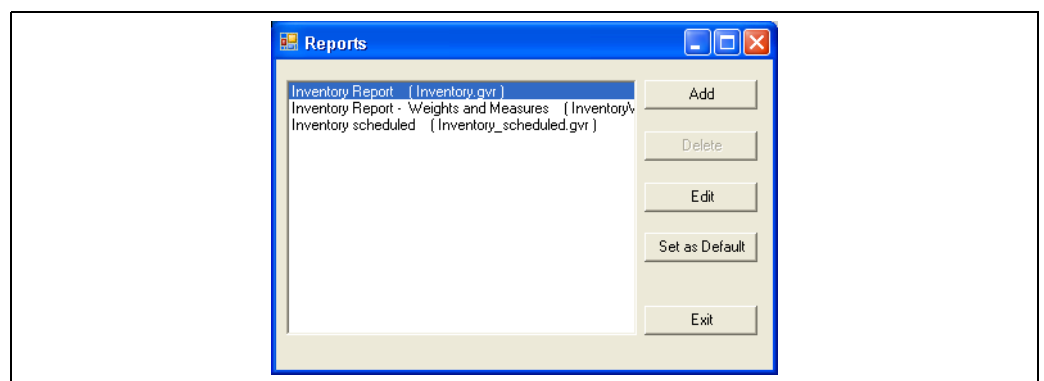 Reports
Inventory Report ( Inventory.gvr )
Inventory Report - Weights and Measures ( Inventory
Inventory scheduled ( Inventory_scheduled.gvr )
Add
Delete
Edit
Set as Default
Exit